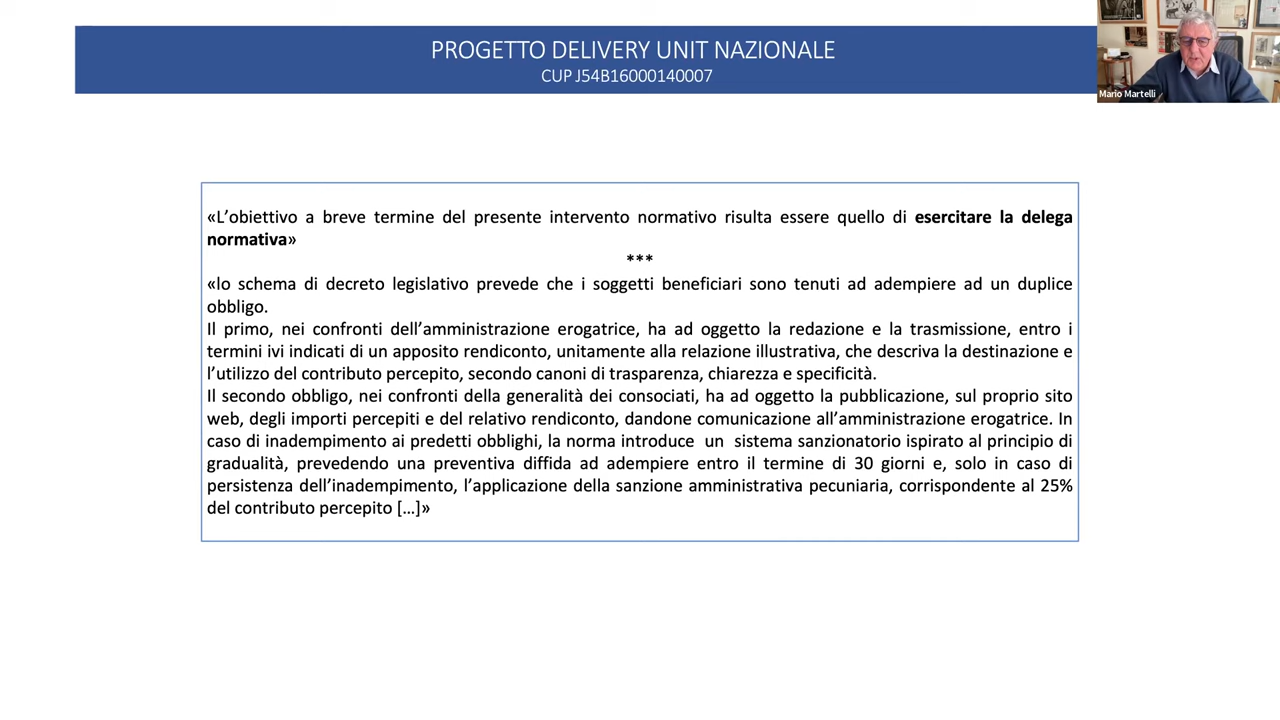 PROGETTO DELIVERY UNIT NAZIONALE
CUP J54B16000140007
Mario Martelli
«L’obiettivo a breve termine del presente intervento normativo risulta essere quello di esercitare la delega
normativa»
***
«lo schema di decreto legislativo prevede che i soggetti beneficiari sono tenuti ad adempiere ad un duplice
obbligo.
Il primo, nei confronti dell’amministrazione erogatrice, ha ad oggetto la redazione e la trasmissione, entro i
termini ivi indicati di un apposito rendiconto, unitamente alla relazione illustrativa, che descriva la destinazione e
l’utilizzo del contributo percepito, secondo canoni di trasparenza, chiarezza e specificità.
Il secondo obbligo, nei confronti della generalità dei consociati, ha ad oggetto la pubblicazione, sul proprio sito
web, degli importi percepiti e del relativo rendiconto, dandone comunicazione all’amministrazione erogatrice. In
caso di inadempimento ai predetti obblighi, la norma introduce un sistema sanzionatorio ispirato al principio di
gradualità, prevedendo una preventiva diffida ad adempiere entro il termine di 30 giorni e, solo in caso di
persistenza dell’inadempimento, l’applicazione della sanzione amministrativa pecuniaria, corrispondente al 25%
del contributo percepito […]»